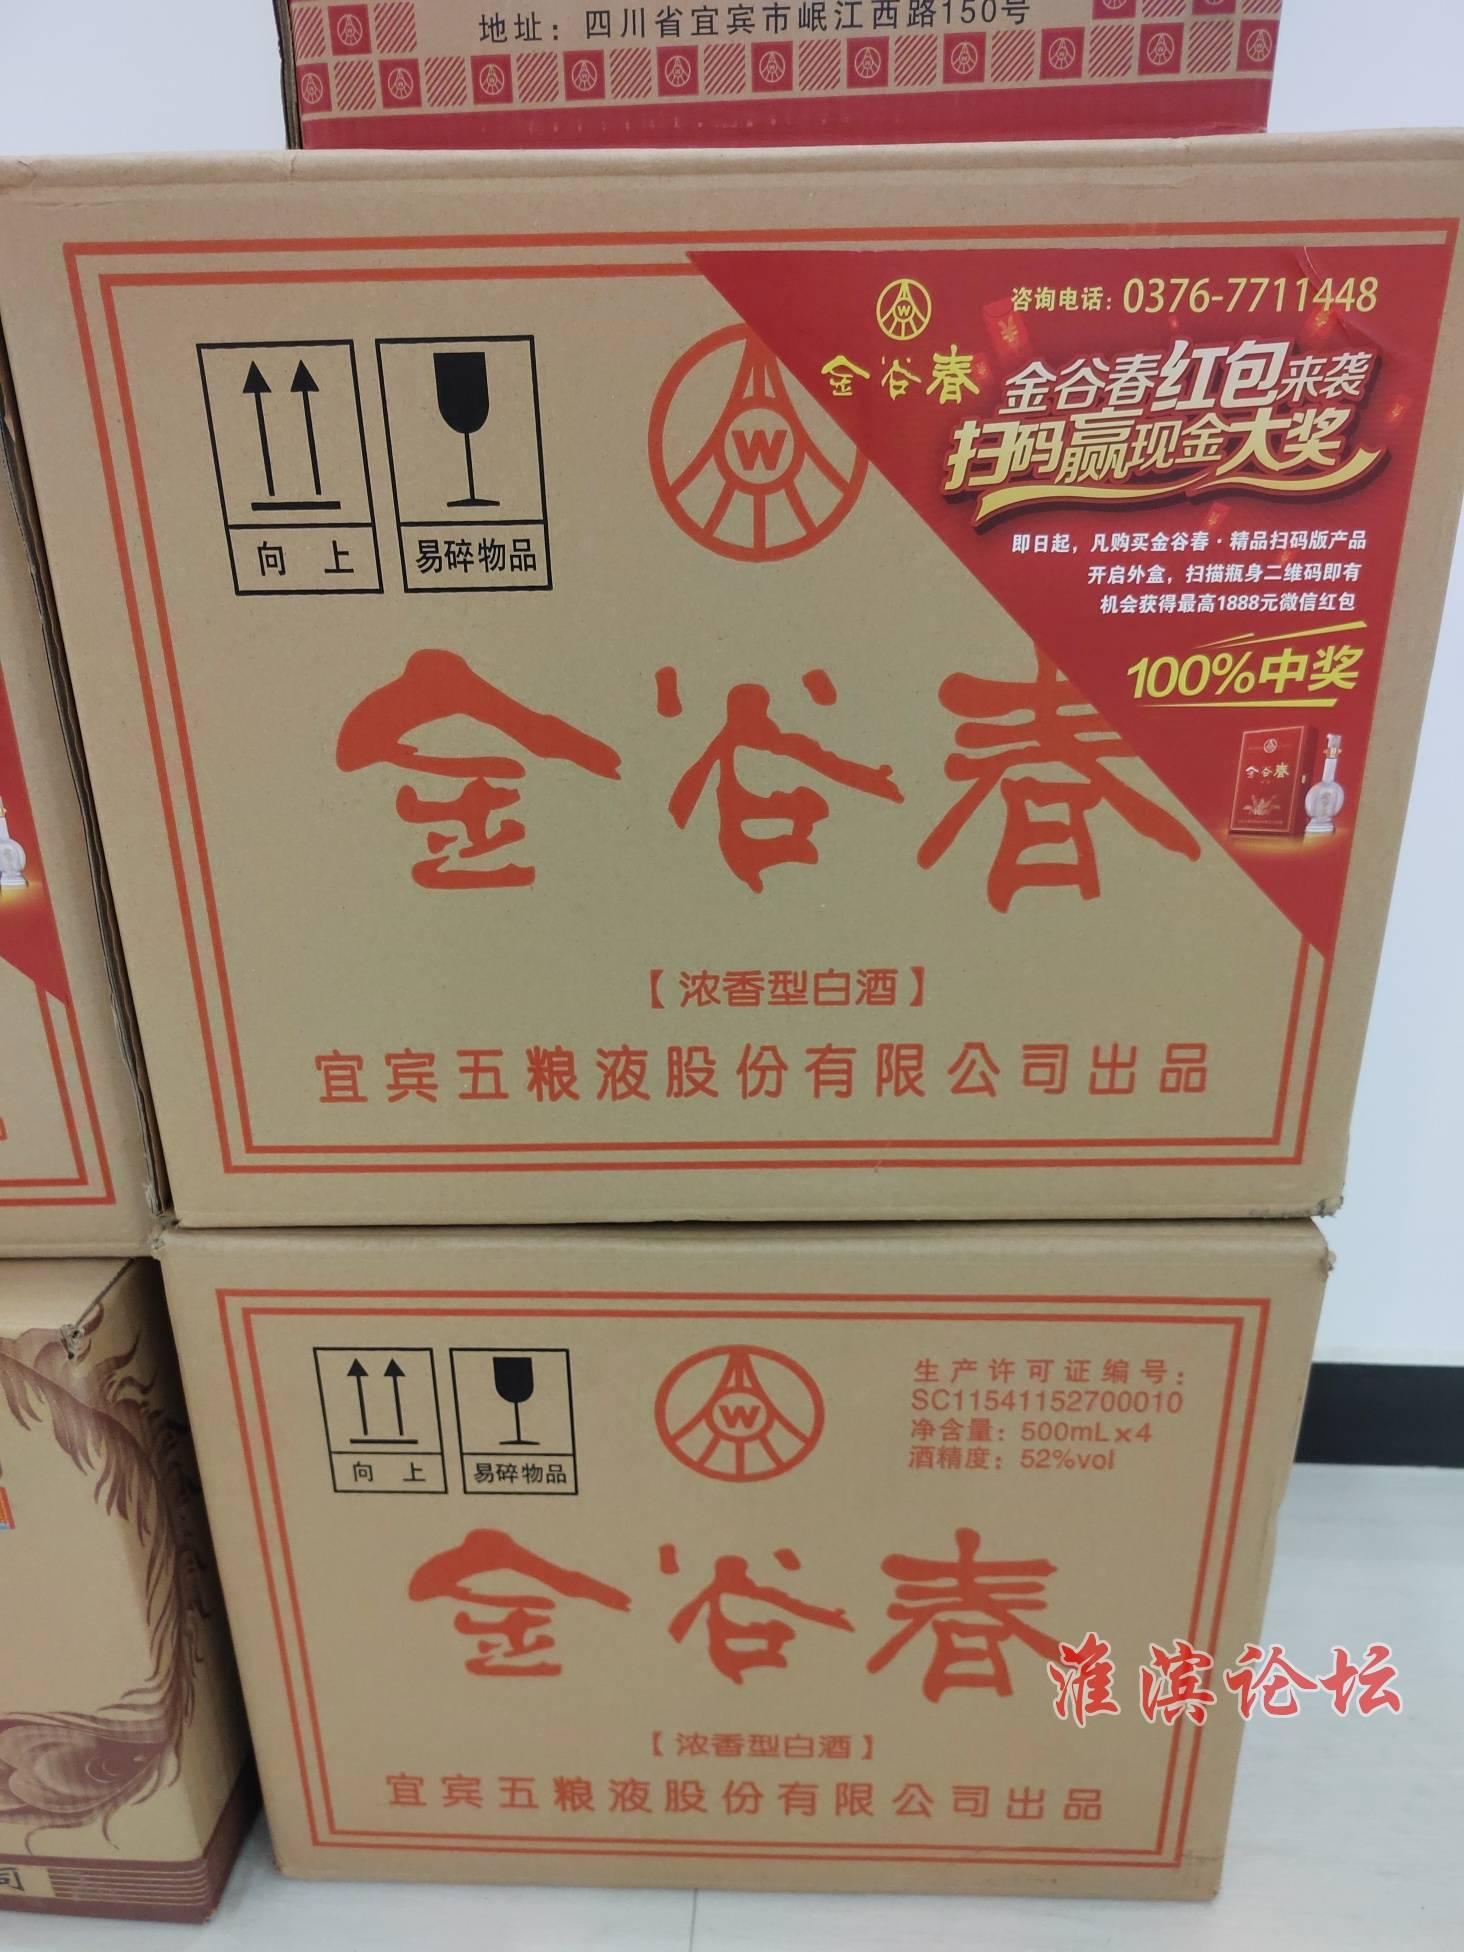 地址：四川省宜宾市岷江西路150号
咨询电话：0376-7711448
金谷春
金谷春红包来袭
扫码赢现金大奖
即日起，凡购买金谷春·精品扫码版产品
开启外盒，扫描瓶身二维码即有
机会获得最高1888元微信红包
100%中奖
金谷春
W
向上
易碎物品
金谷春
【浓香型白酒】
宜宾五粮液股份有限公司出品
向上
易碎物品
W
生产许可证编号：
SC11541152700010
净含量：500mL×4
酒精度：52%vol
金谷春
【浓香型白酒】
宜宾五粮液股份有限公司出品
淮滨论坛
司